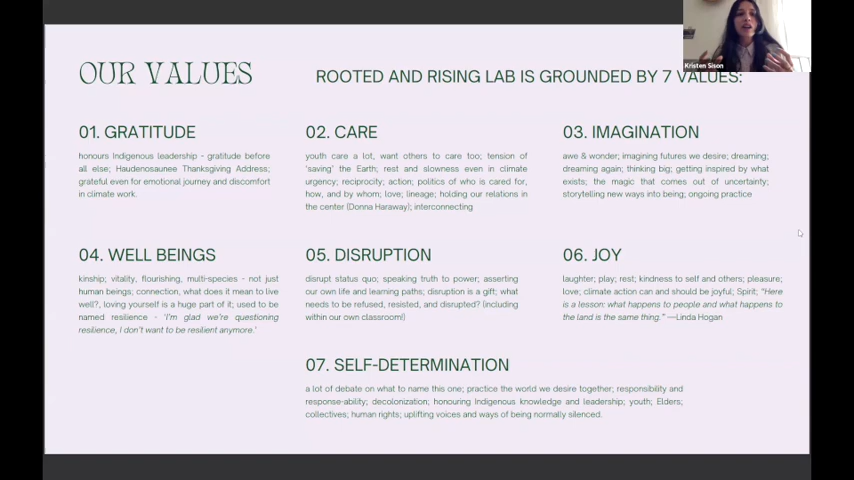 OUR VALUES
ROOTED AND RISING LAB IS GROUNDED BY 7 VALUES:
Kristen Sison
01. GRATITUDE
honours Indigenous leadership - gratitude before
all else; Haudenosaunee Thanksgiving Address;
grateful even for emotional journey and discomfort
in climate work.
02. CARE
youth care a lot, want others to care too; tension of
'saving' the Earth; rest and slowness even in climate
urgency; reciprocity; action; politics of who is cared for,
how, and by whom; love; lineage; holding our relations in
the center (Donna Haraway); interconnecting
03. IMAGINATION
awe & wonder; imagining futures we desire; dreaming;
dreaming again; thinking big; getting inspired by what
exists; the magic that comes out of uncertainty;
storytelling new ways into being; ongoing practice
04. WELL BEINGS
kinship; vitality, flourishing, multi-species - not just
human beings; connection, what does it mean to live
well?, loving yourself is a huge part of it; used to be
named resilience - 'I'm glad we're questioning
resilience, I don't want to be resilient anymore.'
05. DISRUPTION
disrupt status quo; speaking truth to power; asserting
our own life and learning paths; disruption is a gift; what
needs to be refused, resisted, and disrupted? (including
within our own classroom!)
06. JOY
laughter; play; rest; kindness to self and others; pleasure;
love; climate action can and should be joyful; Spirit; "Here
is a lesson: what happens to people and what happens to
the land is the same thing." —Linda Hogan
07. SELF-DETERMINATION
a lot of debate on what to name this one; practice the world we desire together; responsibility and
response-ability; decolonization; honouring Indigenous knowledge and leadership; youth; Elders;
collectives; human rights; uplifting voices and ways of being normally silenced.